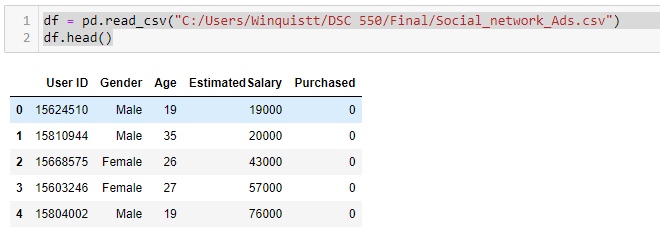 1 df = pd.read_csv("C:/Users/Winquistt/DSC 550/Final/Social_network_Ads.csv")
2 df.head()
User ID Gender Age EstimatedSalary Purchased
0 15624510 Male 19 19000 0
1 15810944 Male 35 20000 0
2 15668575 Female 26 43000 0
3 15603246 Female 27 57000 0
4 15804002 Male 19 76000 0